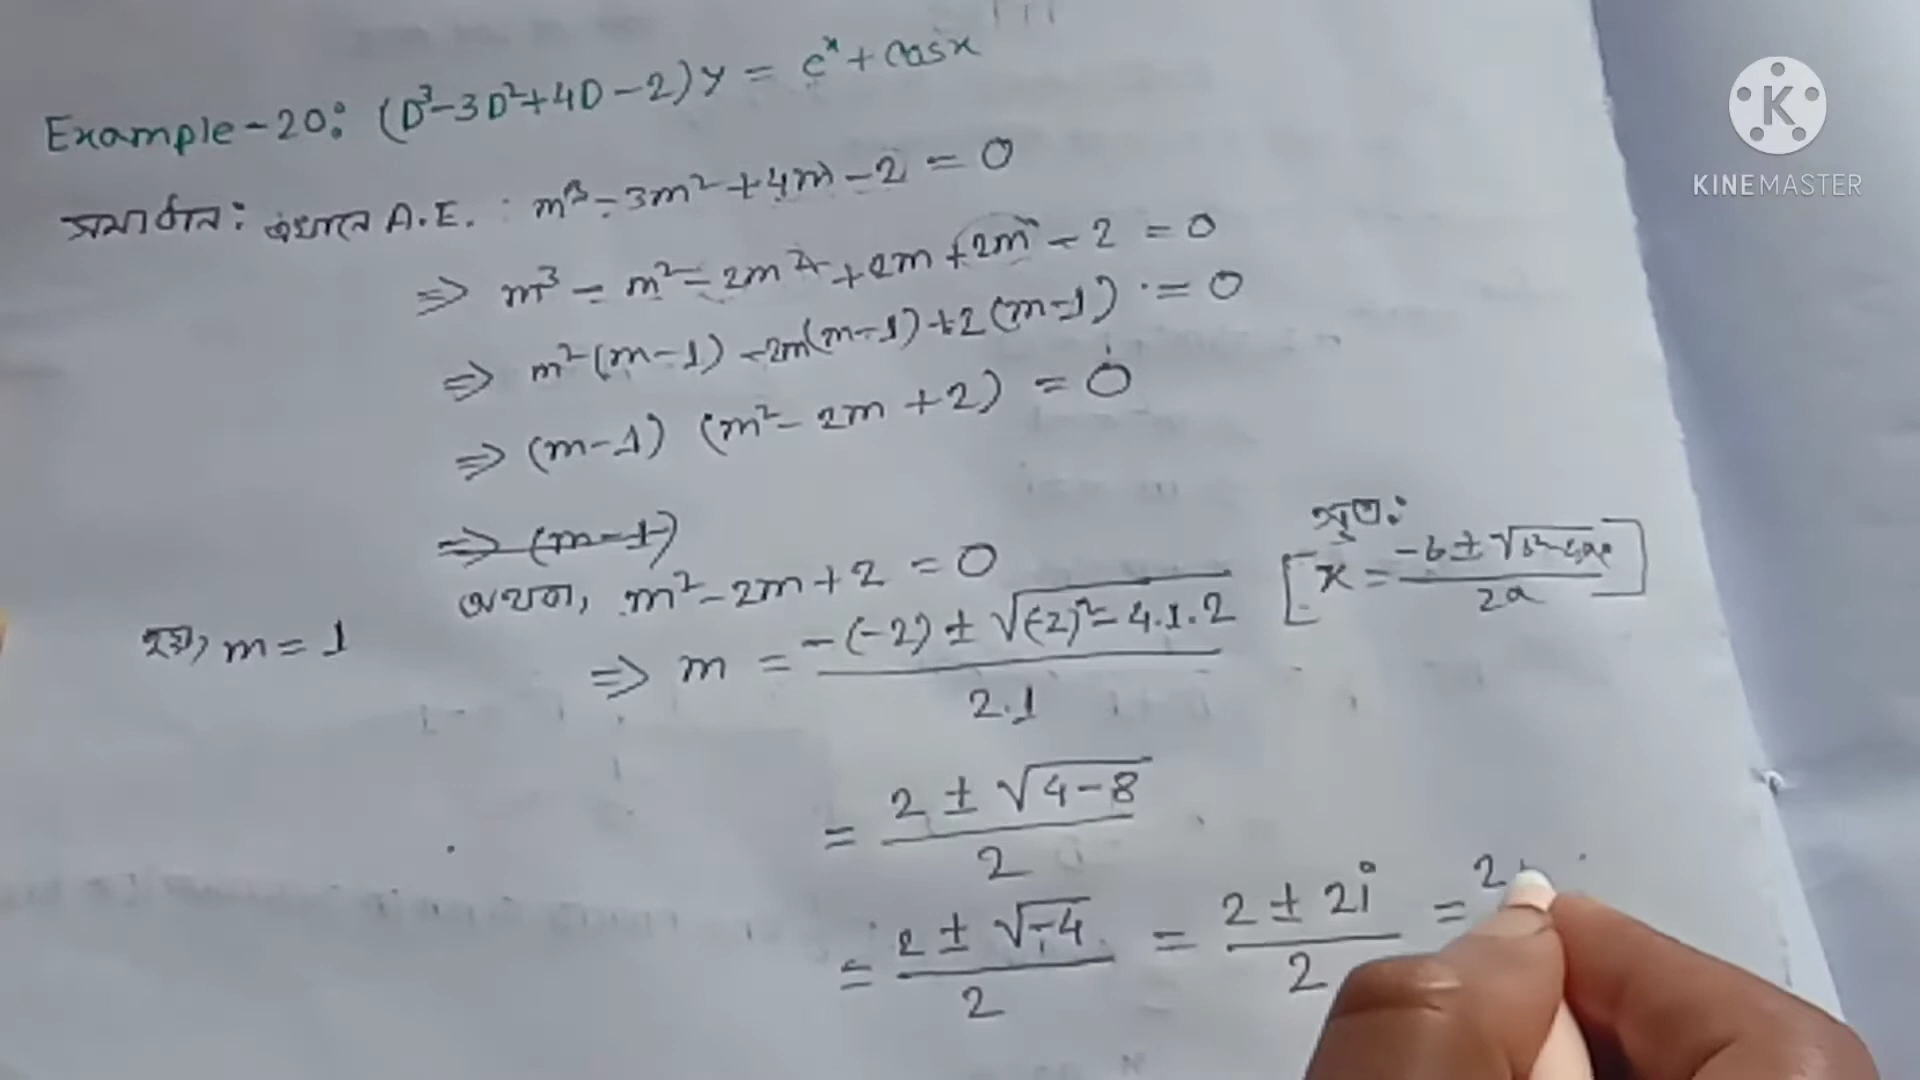 Example-20: (D³-3D²+4D-2)y = eˣ+cosx
সমাধান: এখানে A.E. : m³-3m²+4m-2 = 0
⇒ m³ - m² - 2m² + 2m + 2m - 2 = 0
⇒ m²(m-1) -2m(m-1)+2(m-1) = 0
⇒ (m-1) (m²- 2m +2) = 0
⇒ (m-1)
হয়, m = 1
অথবা, m²-2m+2 = 0
⇒ m = (-(-2) ± √((-2)²- 4.1.2)) / 2.1
সূত্র:
[x = (-b ± √(b²-4ac)) / 2a]
= (2 ± √(4-8)) / 2
= (2 ± √-4) / 2 = (2 ± 2i) / 2 = 2
K
KINEMASTER